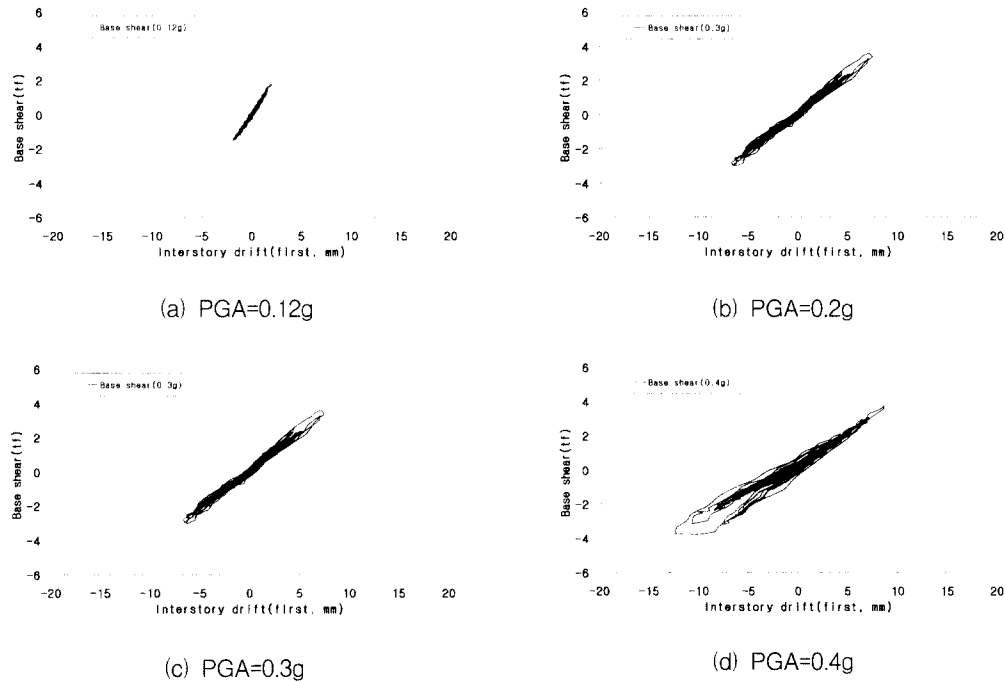 6
4
2
0
-2
-4
-6
Base shear(tf)
Base shear(0.12g)
-20 -15 -10 -5 0 5 10 15 20
Interstory drift(first, mm)
(a) PGA=0.12g
6
4
2
0
-2
-4
-6
Base shear(tf)
Base shear(0.3g)
-20 -15 -10 -5 0 5 10 15 20
Interstory drift(first, mm)
(b) PGA=0.2g
6
4
2
0
-2
-4
-6
Base shear(tf)
Base shear(0.3g)
-20 -15 -10 -5 0 5 10 15 20
Interstory drift(first, mm)
(c) PGA=0.3g
6
4
2
0
-2
-4
-6
Base shear(tf)
Base shear(0.4g)
-20 -15 -10 -5 0 5 10 15 20
Interstory drift(first, mm)
(d) PGA=0.4g